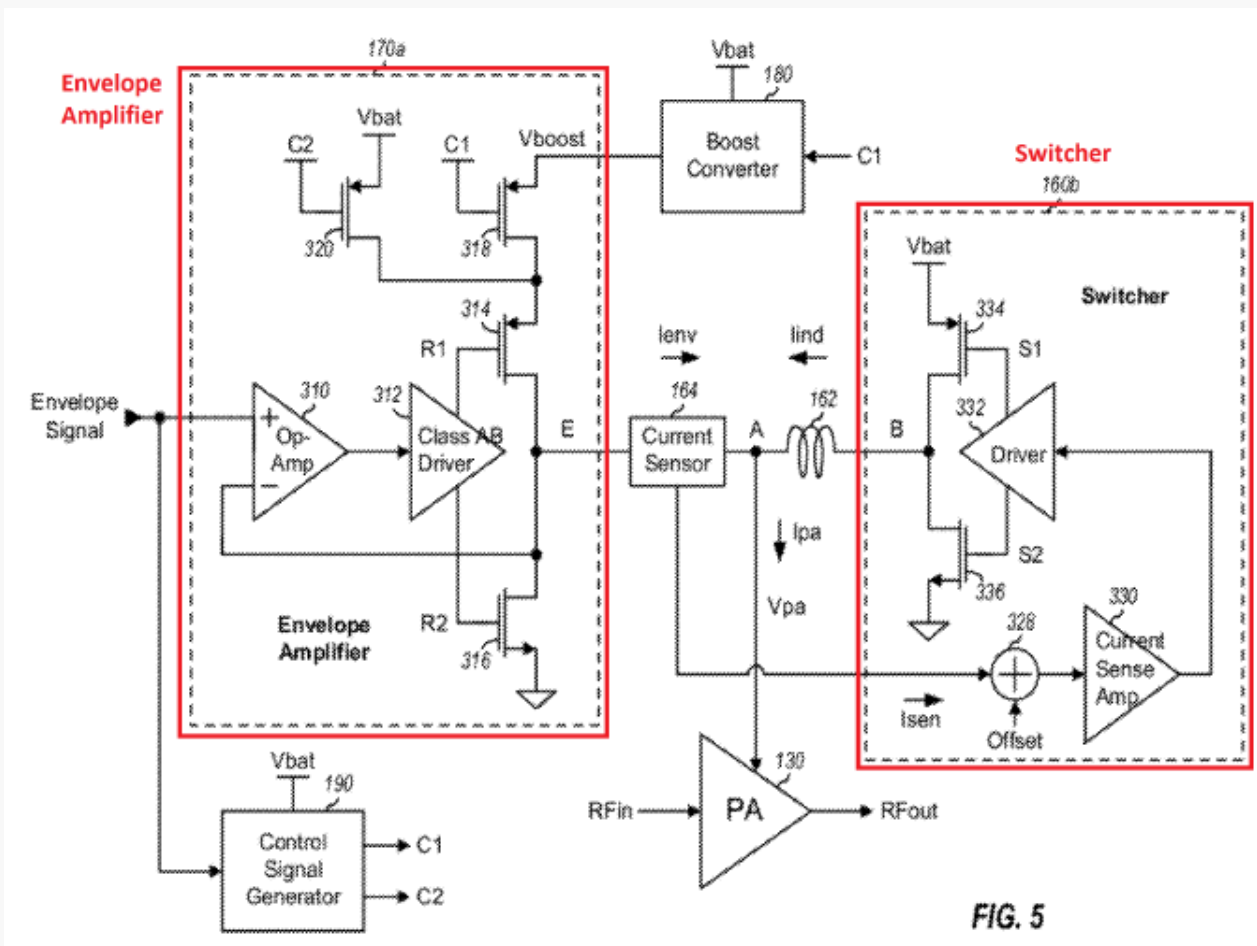 Envelope
Amplifier
170a
Vbat
C2
C1
Vboost
320
318
314
R1
Envelope
Signal
+
310
Op-
Amp
−
312
Class AB
Driver
E
Envelope
Amplifier
R2
316
Vbat
180
Boost
Converter
C1
Ienv
Iind
164
Current
Sensor
A
162
B
Ipa
Vpa
Switcher
160b
Vbat
Switcher
334
S1
332
Driver
S2
336
328
+
Offset
Isen
330
Current
Sense
Amp
Vbat
190
Control
Signal
Generator
C1
C2
RFin
PA
130
RFout
FIG. 5